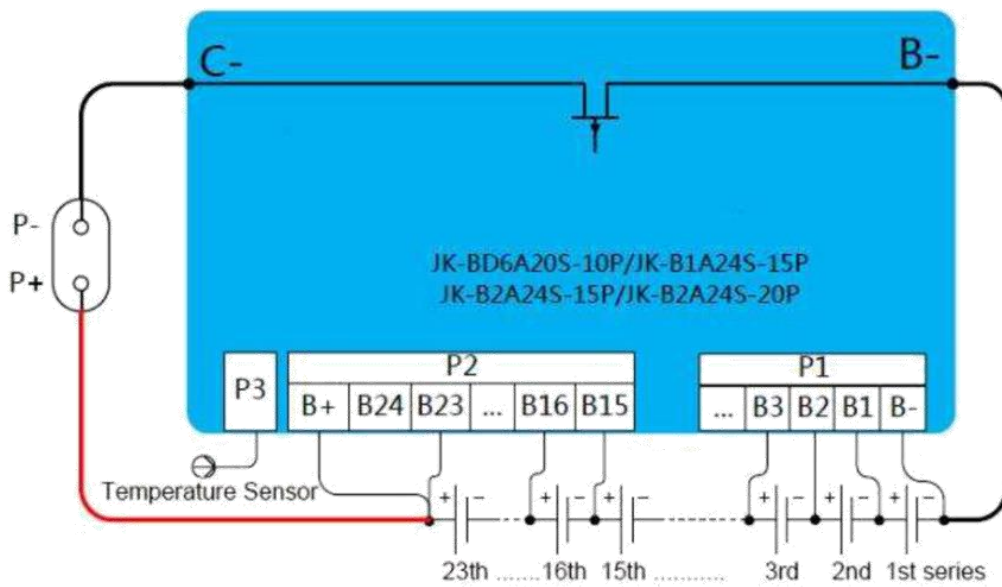 C- B-
P-
P+
JK-BD6A20S-10P/JK-B1A24S-15P
JK-B2A24S-15P/JK-B2A24S-20P
P3 P2 P1
B+ B24 B23 ... B16 B15 ... B3 B2 B1 B-
Temperature Sensor
+ - + - + - + - + - + -
23th .......16th 15th ........... 3rd 2nd 1st series